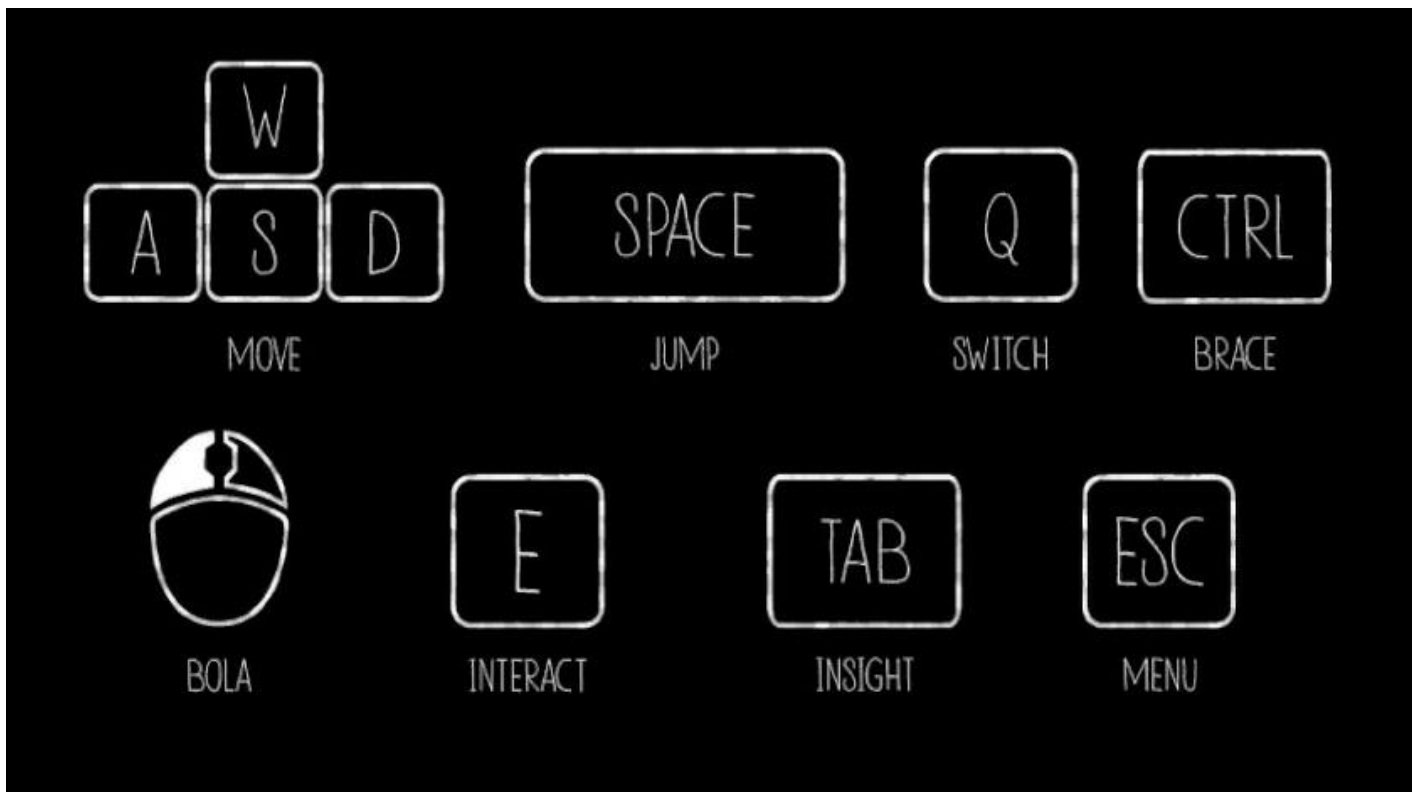 W
A S D SPACE Q CTRL
MOVE JUMP SWITCH BRACE
E TAB ESC
BOLA INTERACT INSIGHT MENU